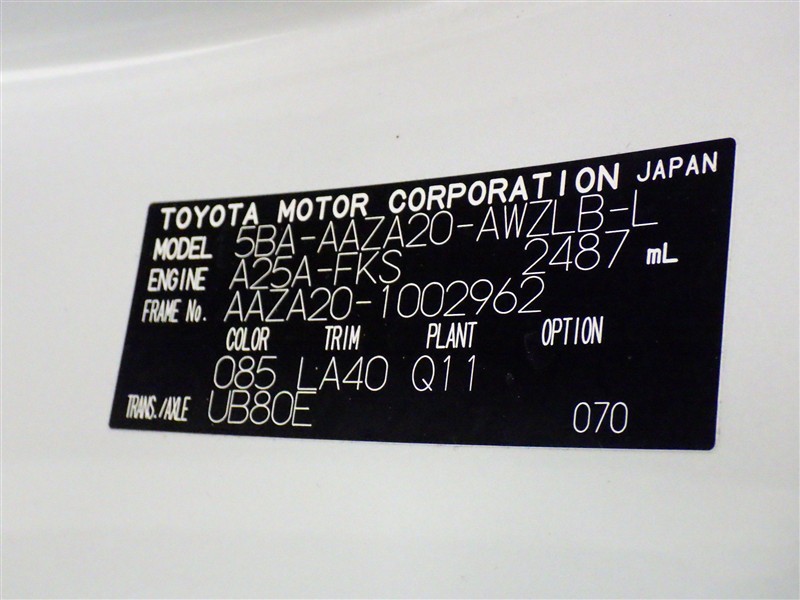 TOYOTA MOTOR CORPORATION JAPAN
MODEL 5BA-AAZA20-AWZLB-L
ENGINE A25A-FKS 2487 mL
FRAME No. AAZA20-1002962
COLOR TRIM PLANT OPTION
085 LA40 Q11
TRANS./AXLE UB80E 070